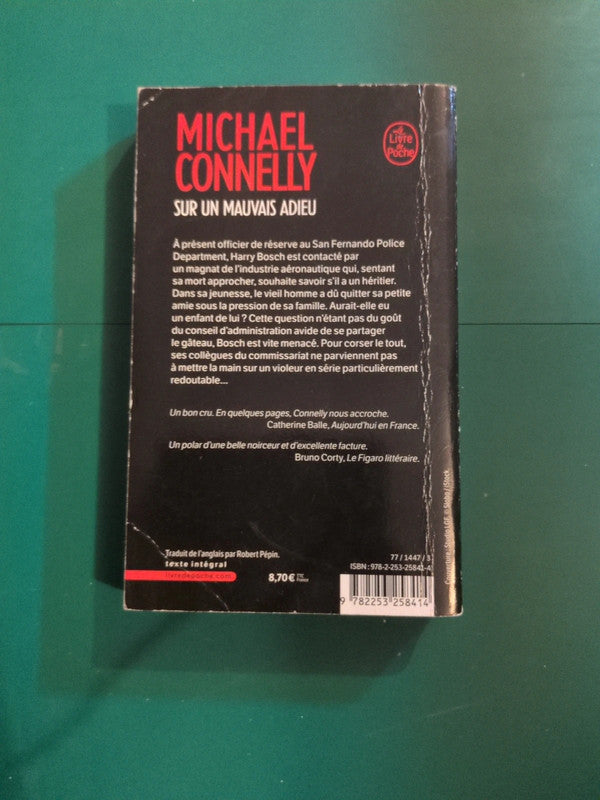 MICHAEL
CONNELLY
SUR UN MAUVAIS ADIEU
Le
Livre
de
Poche
À présent officier de réserve au San Fernando Police
Department, Harry Bosch est contacté par
un magnat de l'industrie aéronautique qui, sentant
sa mort approcher, souhaite savoir s'il a un héritier.
Dans sa jeunesse, le vieil homme a dû quitter sa petite
amie sous la pression de sa famille. Aurait-elle eu
un enfant de lui ? Cette question n'étant pas du goût
du conseil d'administration avide de se partager
le gâteau, Bosch est vite menacé. Pour corser le tout,
ses collègues du commissariat ne parviennent pas
à mettre la main sur un violeur en série particulièrement
redoutable...
Un bon cru. En quelques pages, Connelly nous accroche.
Catherine Balle, Aujourd'hui en France.
Un polar d'une belle noirceur et d'excellente facture.
Bruno Corty, Le Figaro littéraire.
Traduit de l'anglais par Robert Pépin.
texte intégral
livredepoche.com
8,70 € TTC France
77 / 1447 / 3
ISBN : 978-2-253-25841-4
9 782253 258414
Couverture : Studio LGF. © / iStock